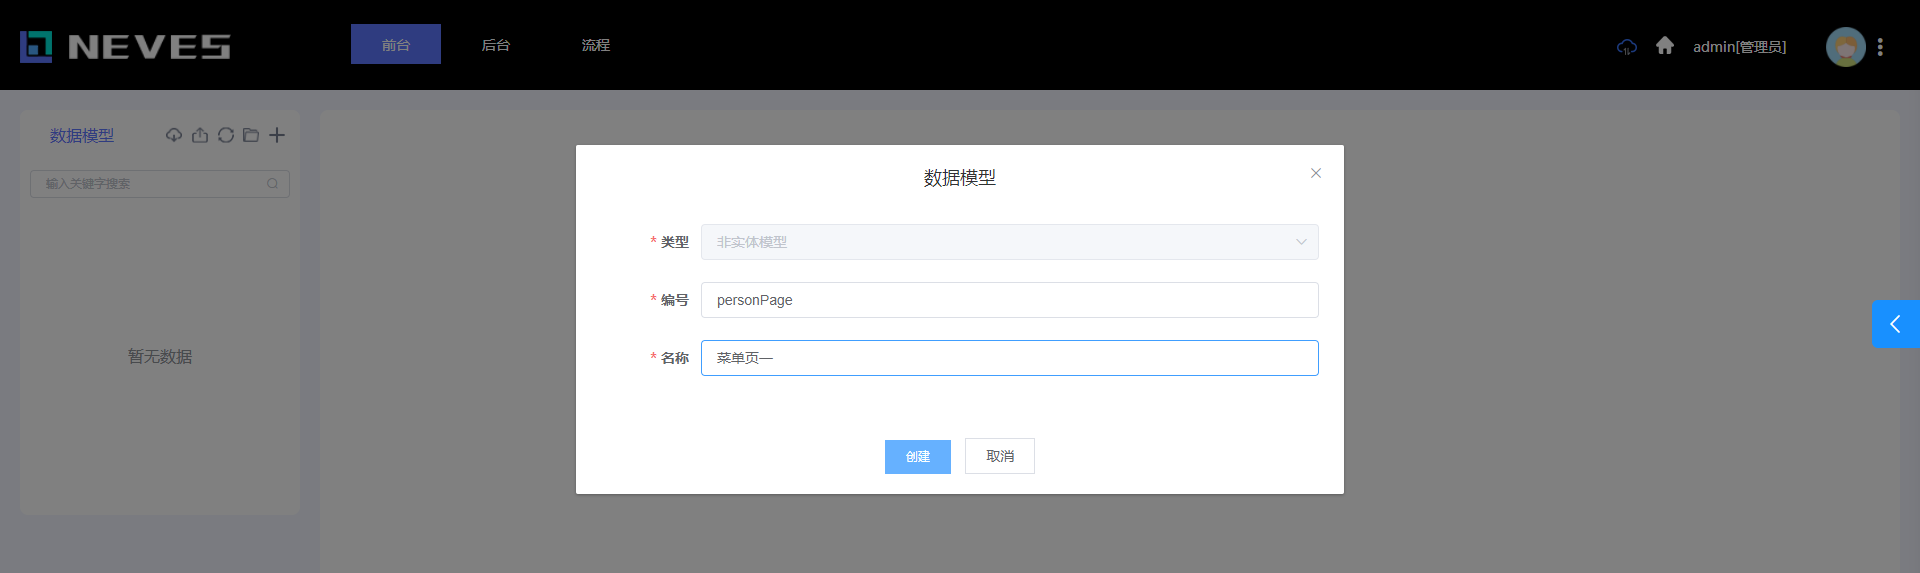 NEVES
前台
后台
流程
admin[管理员]
数据模型
输入关键字搜索
暂无数据
数据模型
* 类型
非实体模型
* 编号
personPage
* 名称
菜单页一
创建
取消